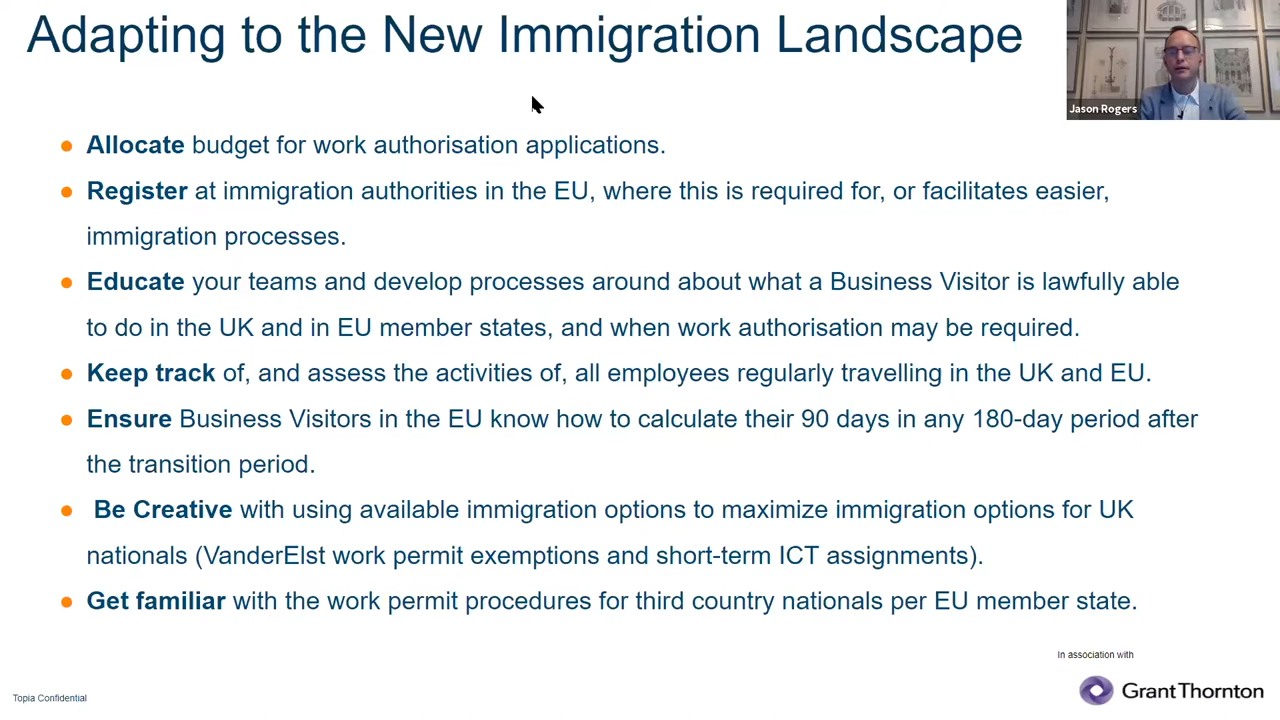 Adapting to the New Immigration Landscape
Jason Rogers
● Allocate budget for work authorisation applications.
● Register at immigration authorities in the EU, where this is required for, or facilitates easier,
immigration processes.
● Educate your teams and develop processes around about what a Business Visitor is lawfully able
to do in the UK and in EU member states, and when work authorisation may be required.
● Keep track of, and assess the activities of, all employees regularly travelling in the UK and EU.
● Ensure Business Visitors in the EU know how to calculate their 90 days in any 180-day period after
the transition period.
● Be Creative with using available immigration options to maximize immigration options for UK
nationals (VanderElst work permit exemptions and short-term ICT assignments).
● Get familiar with the work permit procedures for third country nationals per EU member state.
In association with
Grant Thornton
Topia Confidential